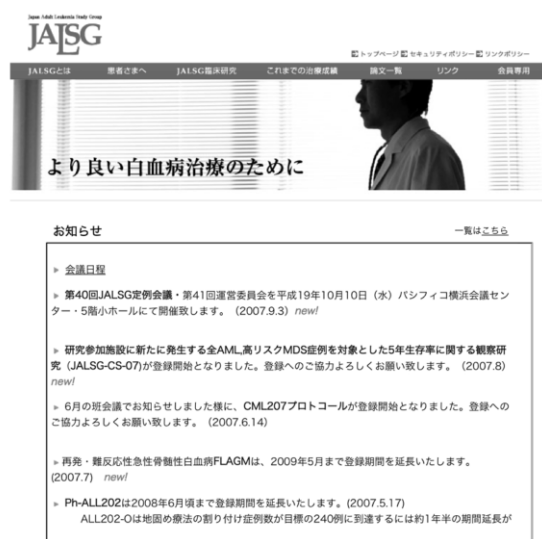 Japan Adult Leukemia Study Group
JALSG
トップページ セキュリティポリシー リンクポリシー
JALSGとは 患者さまへ JALSG臨床研究 これまでの治療成績 論文一覧 リンク 会員専用
より良い白血病治療のために
お知らせ 一覧はこちら
会議日程
第40回JALSG定例会議・第41回運営委員会を平成19年10月10日（水）パシフィコ横浜会議セン
ター・5階小ホールにて開催致します。（2007.9.3）new!
研究参加施設に新たに発生する全AML,高リスクMDS症例を対象とした5年生存率に関する観察研
究（JALSG-CS-07)が登録開始となりました。登録へのご協力よろしくお願い致します。（2007.8）
new!
6月の班会議でお知らせしました様に、CML207プロトコールが登録開始となりました。登録への
ご協力よろしくお願い致します。（2007.6.14）
再発・難反応性急性骨髄性白血病FLAGMは、2009年5月まで登録期間を延長いたします。
(2007.7) new!
Ph-ALL202は2008年6月頃まで登録期間を延長いたします。(2007.5.17)
ALL202-Oは地固め療法の割り付け症例数が目標の240例に到達するには約1年半の期間延長が